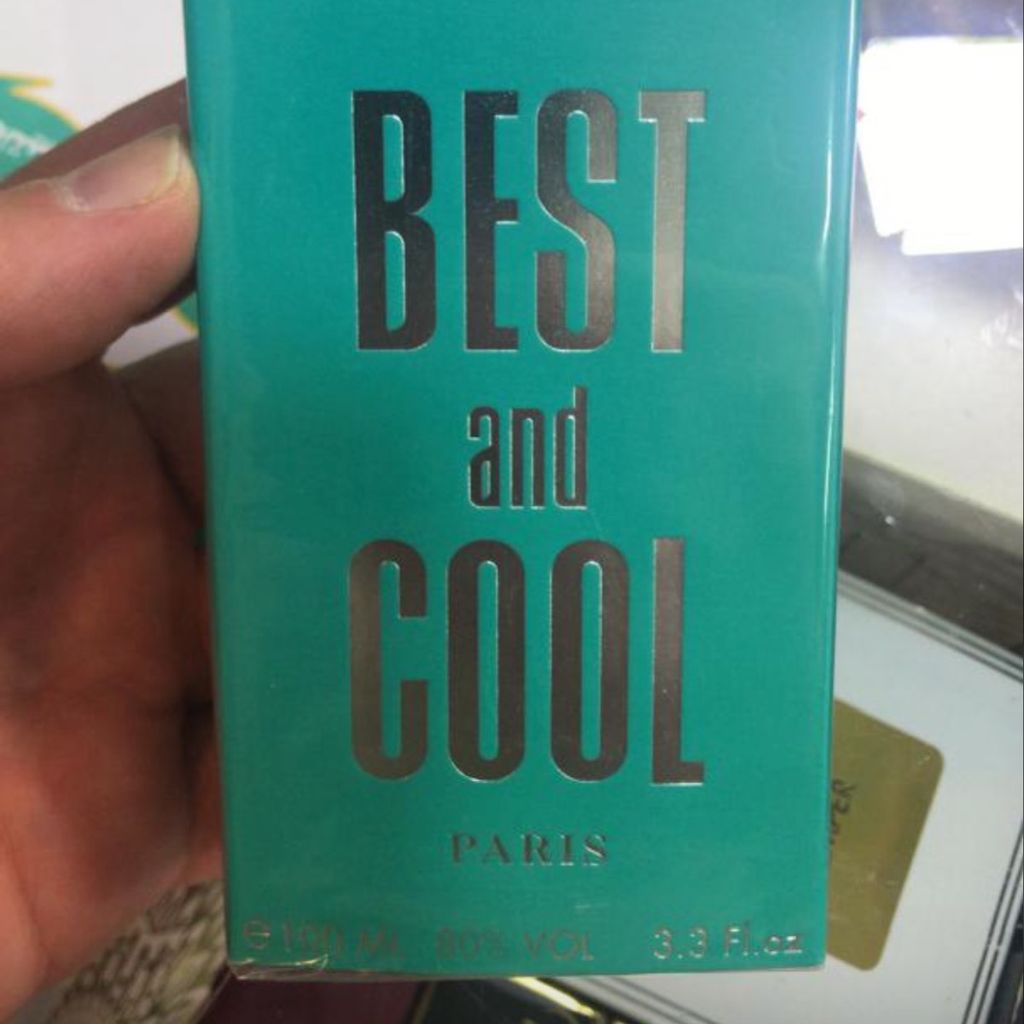 BEST
and
COOL
PARIS
℮ 100 ML 80% VOL 3.3 Fl.oz